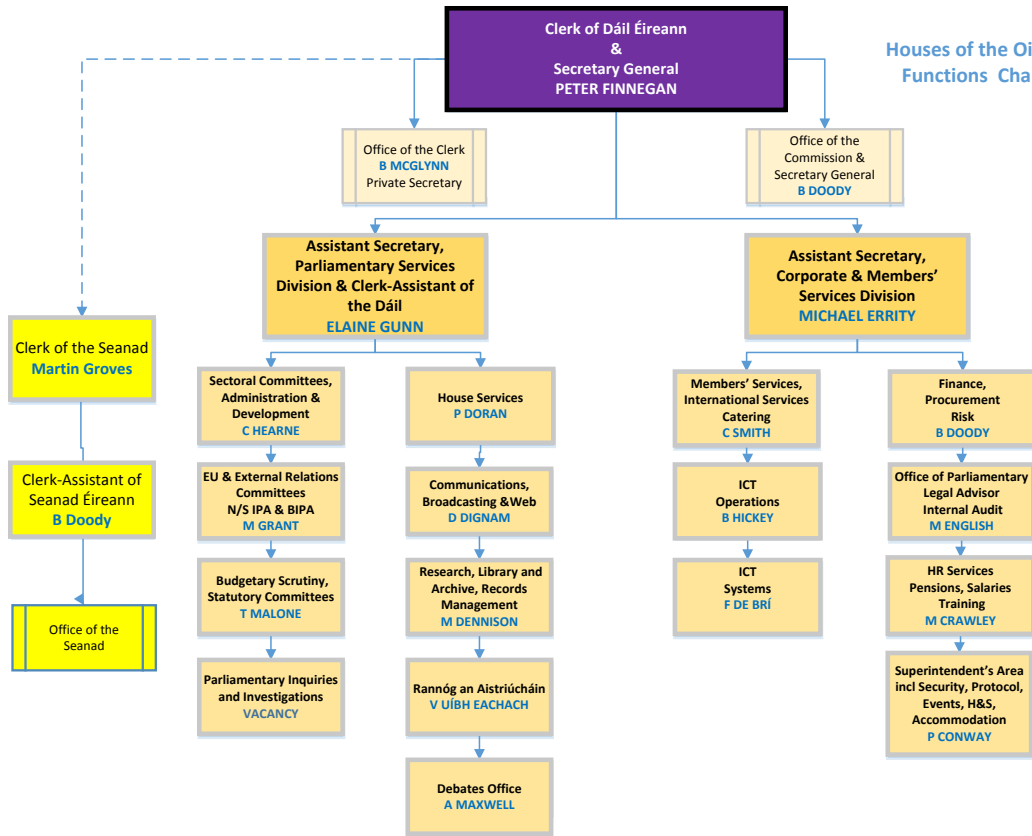 Clerk of Dáil Éireann
&
Secretary General
PETER FINNEGAN
Houses of the Oi
Functions Cha
Office of the Clerk
B MCGLYNN
Private Secretary
Office of the
Commission &
Secretary General
B DOODY
Assistant Secretary,
Parliamentary Services
Division & Clerk-Assistant of
the Dáil
ELAINE GUNN
Assistant Secretary,
Corporate & Members’
Services Division
MICHAEL ERRITY
Clerk of the Seanad
Martin Groves
Clerk-Assistant of
Seanad Éireann
B Doody
Office of the
Seanad
Sectoral Committees,
Administration &
Development
C HEARNE
EU & External Relations
Committees
N/S IPA & BIPA
M GRANT
Budgetary Scrutiny,
Statutory Committees
T MALONE
Parliamentary Inquiries
and Investigations
VACANCY
House Services
P DORAN
Communications,
Broadcasting &Web
D DIGNAM
Research, Library and
Archive, Records
Management
M DENNISON
Rannóg an Aistriúcháin
V UÍBH EACHACH
Debates Office
A MAXWELL
Members’ Services,
International Services
Catering
C SMITH
ICT
Operations
B HICKEY
ICT
Systems
F DE BRÍ
Finance,
Procurement
Risk
B DOODY
Office of Parliamentary
Legal Advisor
Internal Audit
M ENGLISH
HR Services
Pensions, Salaries
Training
M CRAWLEY
Superintendent’s Area
incl Security, Protocol,
Events, H&S,
Accommodation
P CONWAY